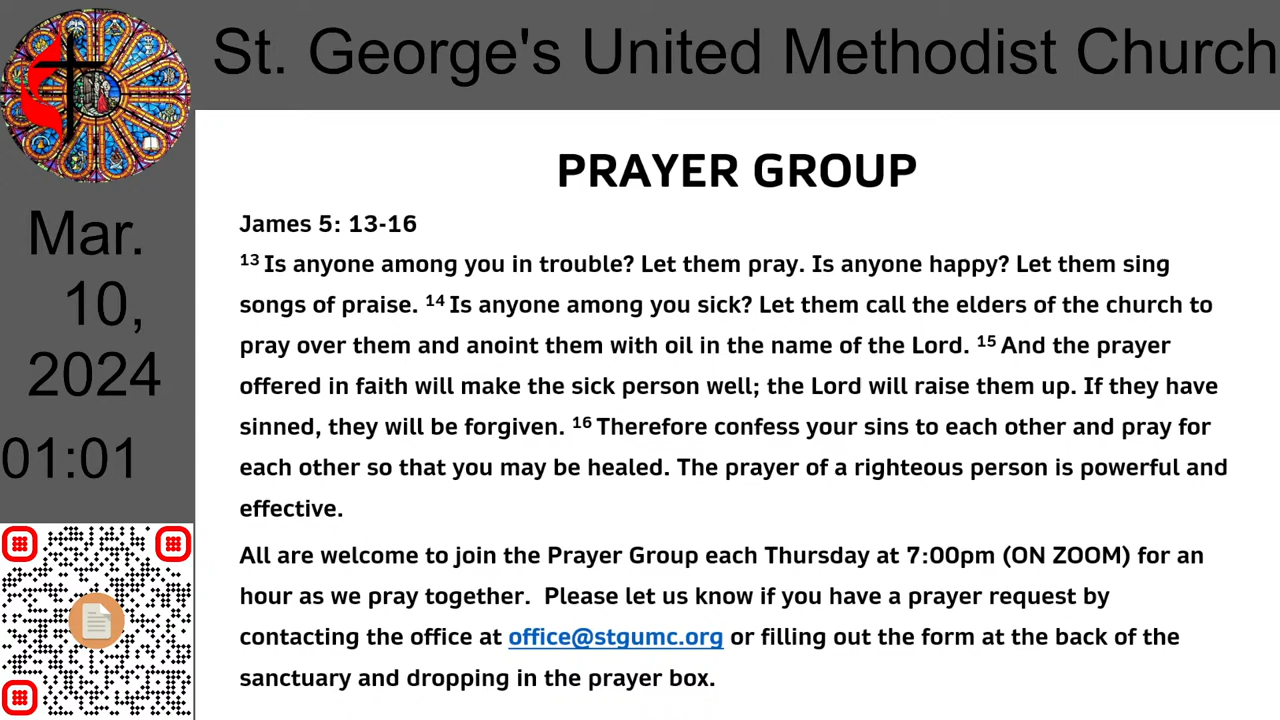 St. George's United Methodist Church
Mar.
10,
2024
01:01
PRAYER GROUP
James 5: 13-16
13 Is anyone among you in trouble? Let them pray. Is anyone happy? Let them sing
songs of praise. 14 Is anyone among you sick? Let them call the elders of the church to
pray over them and anoint them with oil in the name of the Lord. 15 And the prayer
offered in faith will make the sick person well; the Lord will raise them up. If they have
sinned, they will be forgiven. 16 Therefore confess your sins to each other and pray for
each other so that you may be healed. The prayer of a righteous person is powerful and
effective.
All are welcome to join the Prayer Group each Thursday at 7:00pm (ON ZOOM) for an
hour as we pray together.  Please let us know if you have a prayer request by
contacting the office at office@stgumc.org or filling out the form at the back of the
sanctuary and dropping in the prayer box.